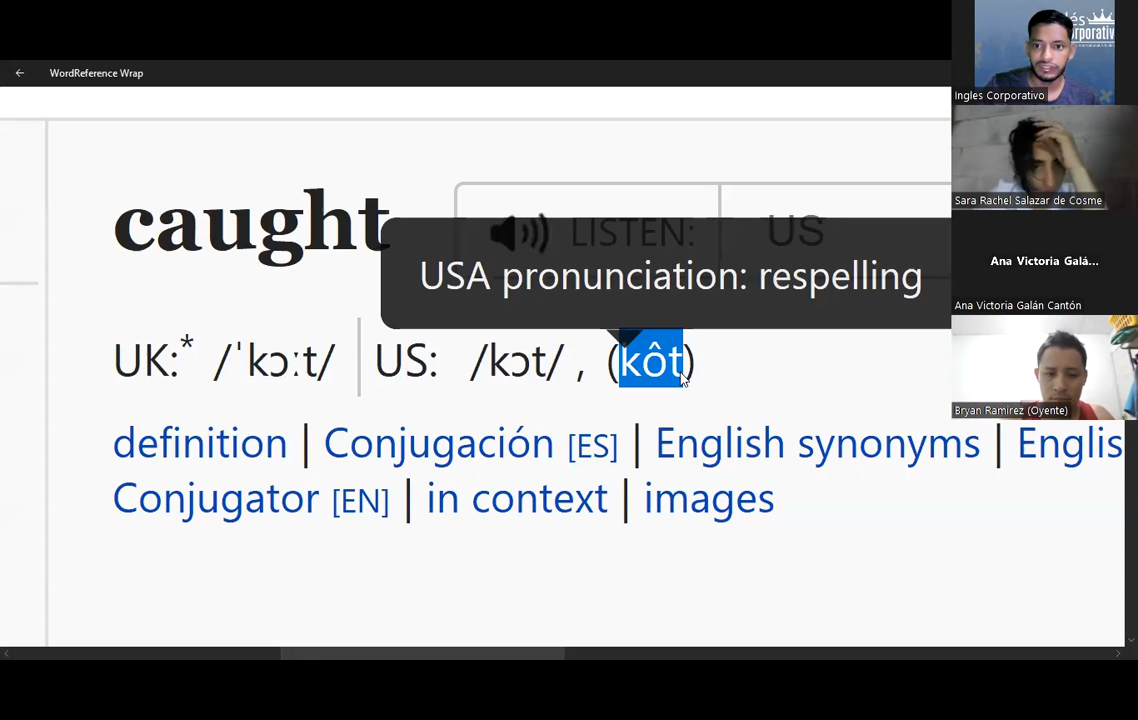 WordReference Wrap
caught
LISTEN:
US
USA pronunciation: respelling
UK:* /ˈkɔːt/
US: /kɔt/ , (kôt)
definition | Conjugación [ES] | English synonyms | Englis
Conjugator [EN] | in context | images
Ingles Corporativo
Sara Rachel Salazar de Cosme
Ana Victoria Galá...
Ana Victoria Galán Cantón
Bryan Ramirez (Oyente)